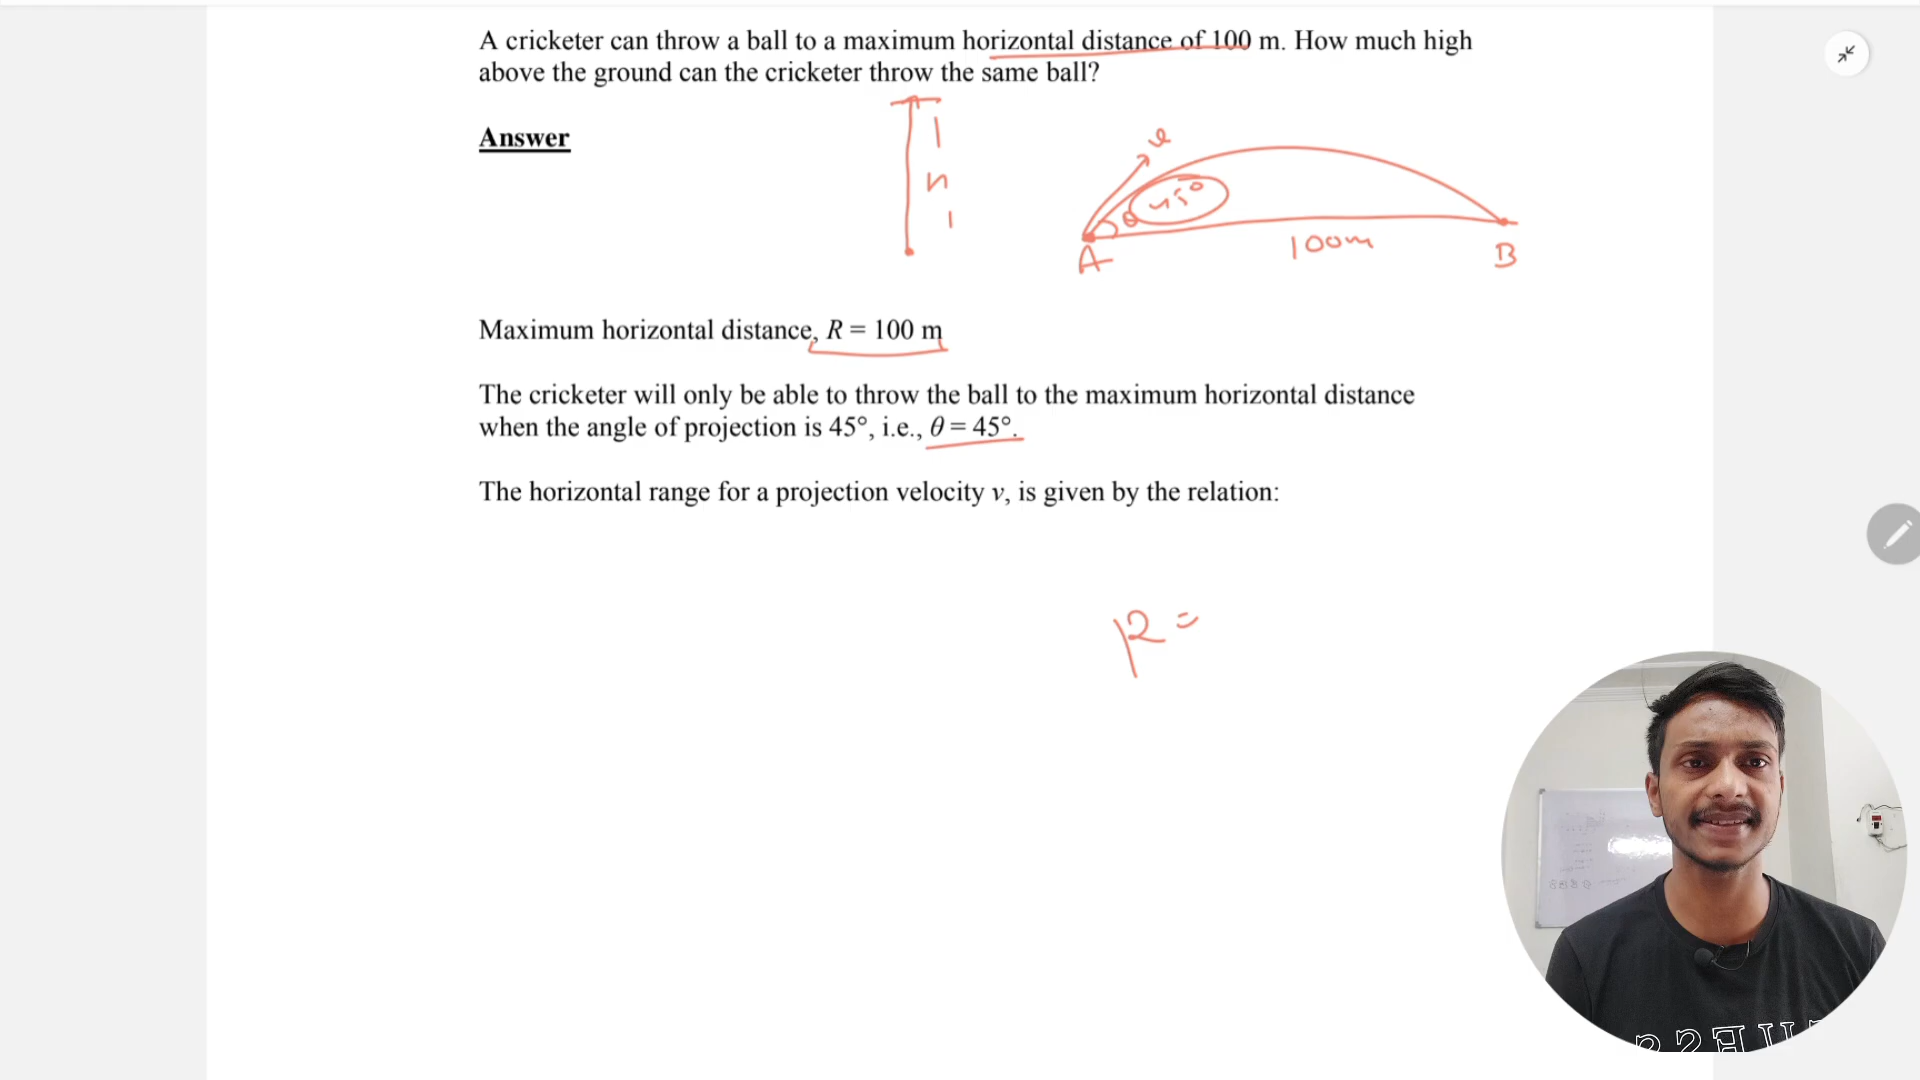 A cricketer can throw a ball to a maximum horizontal distance of 100 m. How much high
above the ground can the cricketer throw the same ball?
Answer
h
θ 45°
100m
A
B
Maximum horizontal distance, R = 100 m
The cricketer will only be able to throw the ball to the maximum horizontal distance
when the angle of projection is 45°, i.e., θ = 45°.
The horizontal range for a projection velocity v, is given by the relation:
R =